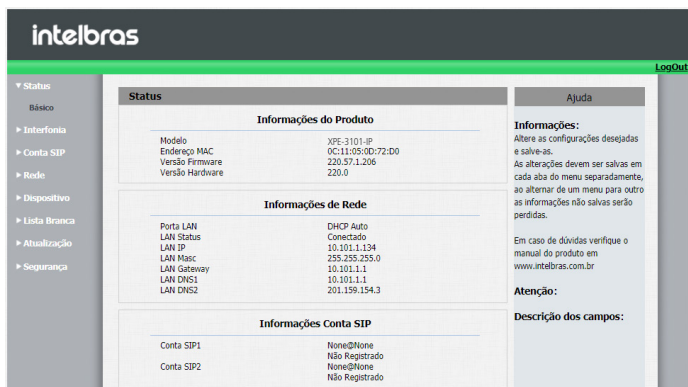 intelbras
LogOut
▼ Status
Básico
▶ Interfonia
▶ Conta SIP
▶ Rede
▶ Dispositivo
▶ Lista Branca
▶ Atualização
▶ Segurança
Status
Informações do Produto
Modelo XPE-3101-IP
Endereço MAC 0C:11:05:0D:72:D0
Versão Firmware 220.57.1.206
Versão Hardware 220.0
Informações de Rede
Porta LAN DHCP Auto
LAN Status Conectado
LAN IP 10.101.1.134
LAN Masc 255.255.255.0
LAN Gateway 10.101.1.1
LAN DNS1 10.101.1.1
LAN DNS2 201.159.154.3
Informações Conta SIP
Conta SIP1 None@None
Não Registrado
Conta SIP2 None@None
Não Registrado
Ajuda
Informações:
Altere as configurações desejadas
e salve-as.
As alterações devem ser salvas em
cada aba do menu separadamente,
ao alternar de um menu para outro
as informações não salvas serão
perdidas.
Em caso de dúvidas verifique o
manual do produto em
www.intelbras.com.br
Atenção:
Descrição dos campos: